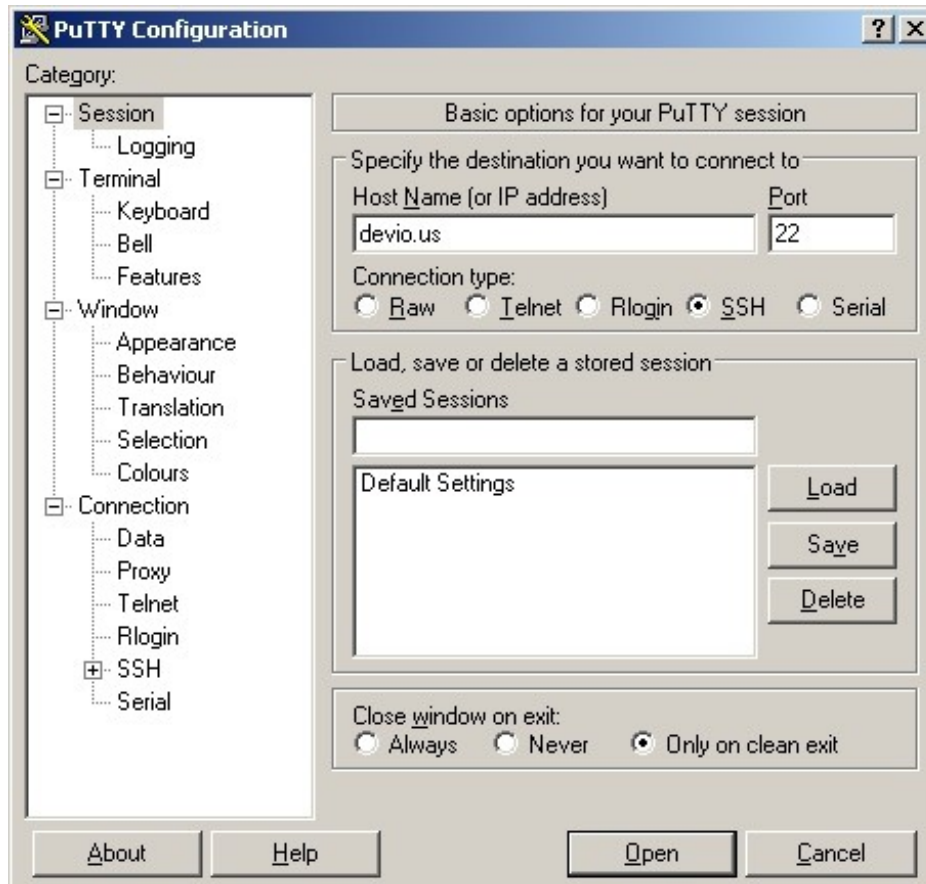 PuTTY Configuration
Category:
Session
Logging
Terminal
Keyboard
Bell
Features
Window
Appearance
Behaviour
Translation
Selection
Colours
Connection
Data
Proxy
Telnet
Rlogin
SSH
Serial
Basic options for your PuTTY session
Specify the destination you want to connect to
Host Name (or IP address) Port
devio.us 22
Connection type:
Raw Telnet Rlogin SSH Serial
Load, save or delete a stored session
Saved Sessions
Default Settings
Load
Save
Delete
Close window on exit:
Always Never Only on clean exit
About Help Open Cancel